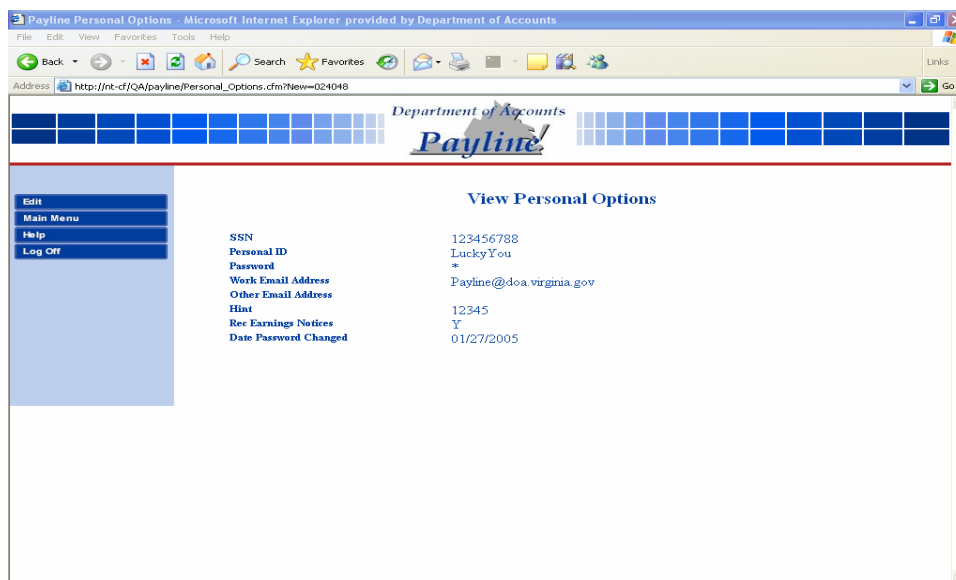 Payline Personal Options - Microsoft Internet Explorer provided by Department of Accounts
File Edit View Favorites Tools Help
Back Search Favorites Links
Address http://nt-cf/QA/payline/Personal_Options.cfm?New=024048 Go
Department of Accounts
Payline!
View Personal Options
Edit
Main Menu
Help
Log Off
SSN 123456788
Personal ID LuckyYou
Password *
Work Email Address Payline@doa.virginia.gov
Other Email Address
Hint 12345
Rec Earnings Notices Y
Date Password Changed 01/27/2005